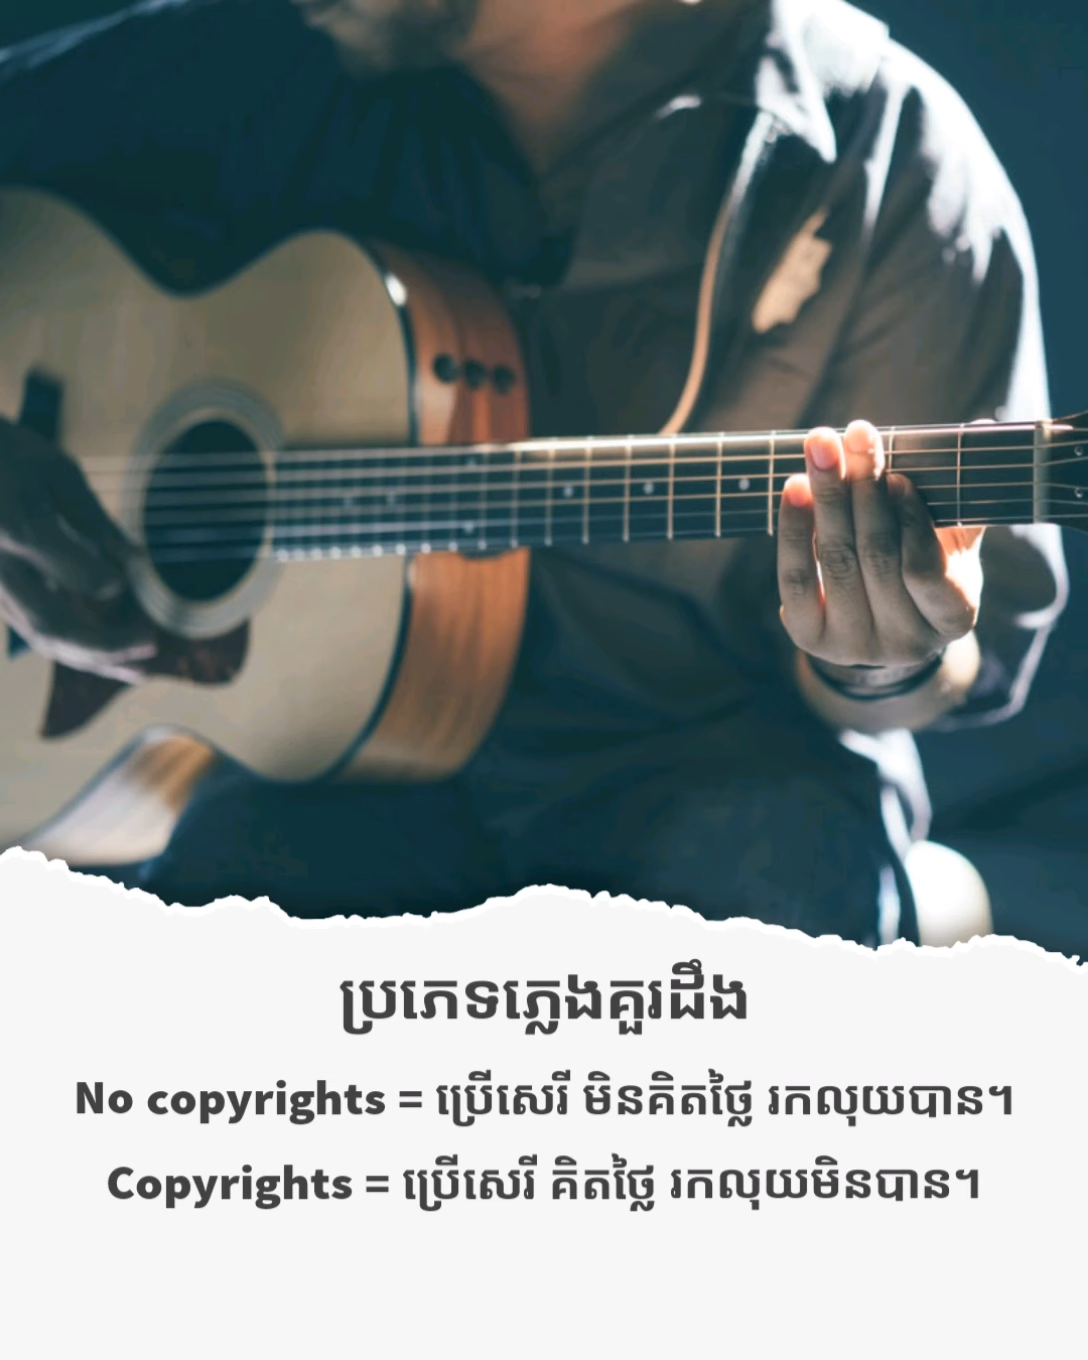 ប្រភេទភ្លេងគួរដឹង
No copyrights = ប្រើសេរី មិនគិតថ្លៃ រកលុយបាន។
Copyrights = ប្រើសេរី គិតថ្លៃ រកលុយមិនបាន។